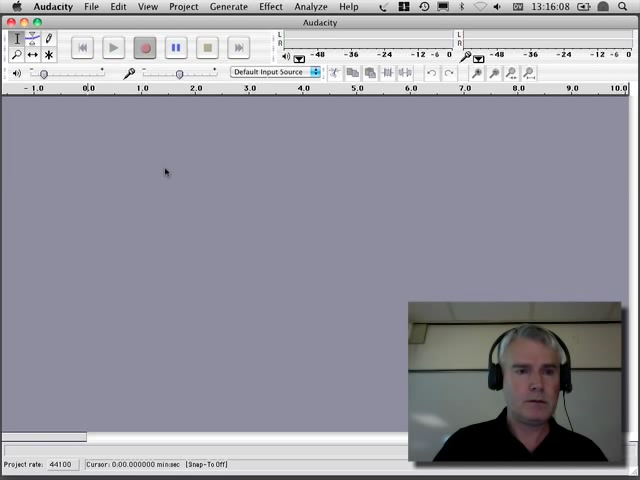 Audacity File Edit View Project Generate Effect Analyze Help 13:16:08
Audacity
L
R
-48 -36 -24 -12 -6 0
L
R
-48 -36 -24 -12 -6 0
Default Input Source
- 1.0 0.0 1.0 2.0 3.0 4.0 5.0 6.0 7.0 8.0 9.0 10.0
Project rate: 44100 Cursor: 0:00.000000 min:sec [Snap-To Off]